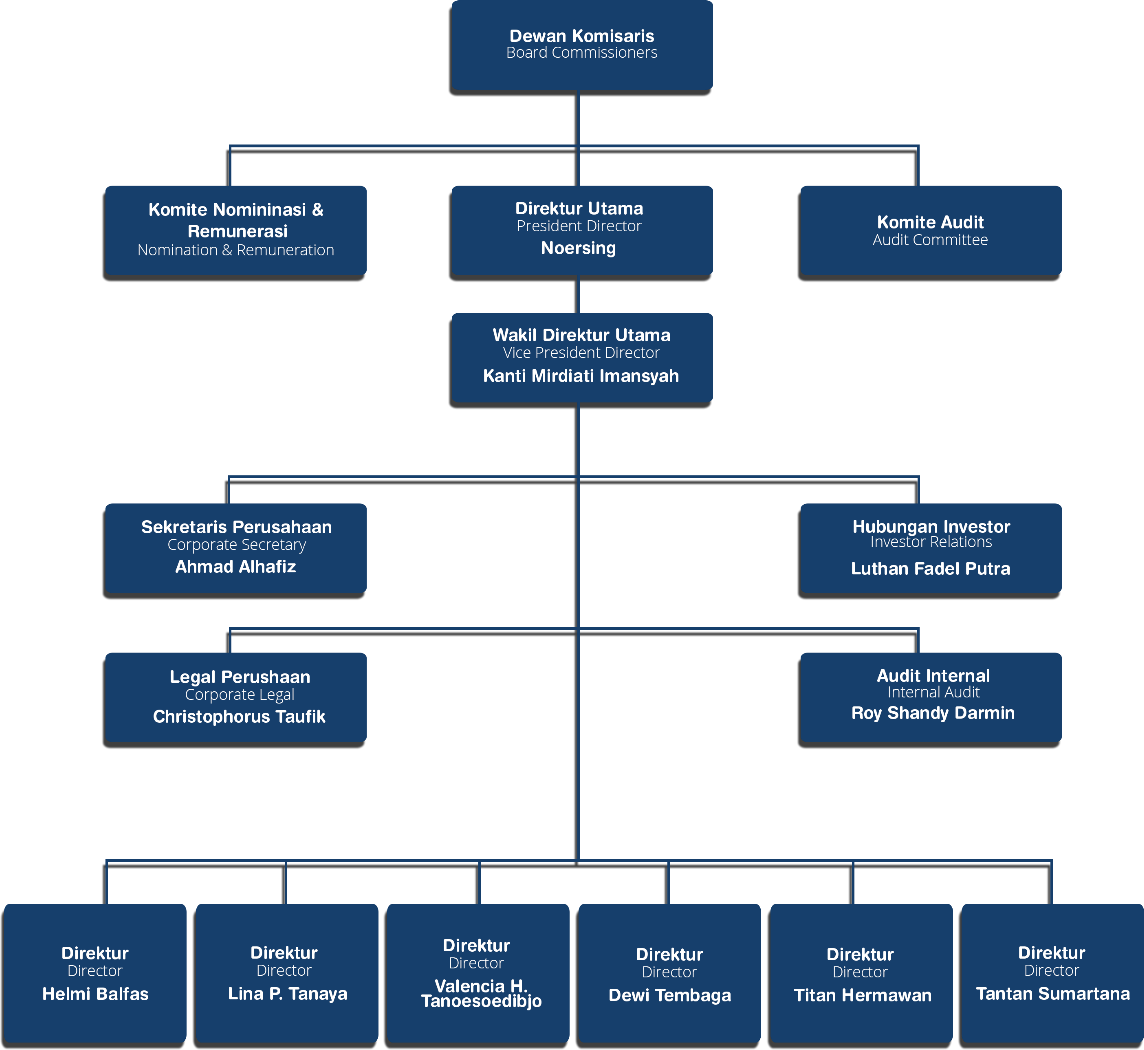 Dewan Komisaris
Board Commissioners
Komite Nomininasi &
Remunerasi
Nomination & Remuneration
Direktur Utama
President Director
Noersing
Komite Audit
Audit Committee
Wakil Direktur Utama
Vice President Director
Kanti Mirdiati Imansyah
Sekretaris Perusahaan
Corporate Secretary
Ahmad Alhafiz
Hubungan Investor
Investor Relations
Luthan Fadel Putra
Legal Perushaan
Corporate Legal
Christophorus Taufik
Audit Internal
Internal Audit
Roy Shandy Darmin
Direktur
Director
Helmi Balfas
Direktur
Director
Lina P. Tanaya
Direktur
Director
Valencia H.
Tanoesoedibjo
Direktur
Director
Dewi Tembaga
Direktur
Director
Titan Hermawan
Direktur
Director
Tantan Sumartana